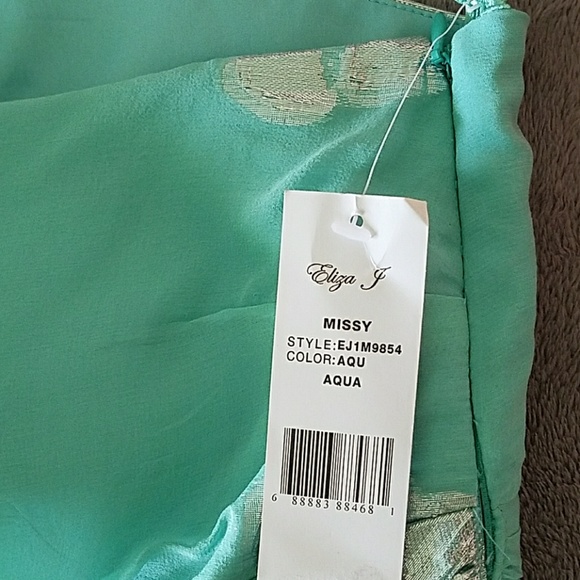 Eliza J
MISSY
STYLE:EJ1M9854
COLOR:AQU
AQUA
6 88883 88468 1